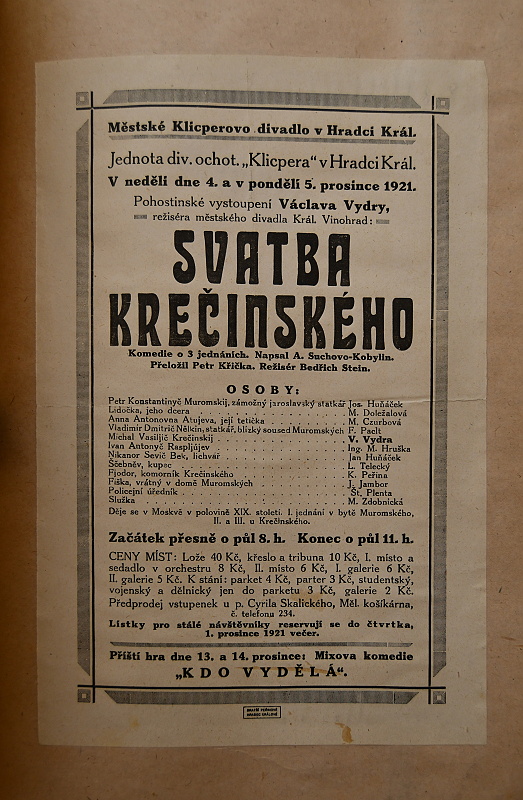 Městské Klicperovo divadlo v Hradci Král.
Jednota div. ochot. „Klicpera“ v Hradci Král.
V neděli dne 4. a v pondělí 5. prosince 1921.
Pohostinské vystoupení Václava Vydry,
režiséra městského divadla Král. Vinohrad:
SVATBA
KREČINSKÉHO
Komedie o 3 jednáních. Napsal A. Suchovo-Kobylin.
Přeložil Petr Křička. Režisér Bedřich Stein.
OSOBY:
Petr Konstantinyč Muromskij, zámožný jaroslavský statkář Jos. Huňáček
Lidočka, jeho dcera M. Doležalová
Anna Antonovna Atujeva, její tetička M. Czurbová
Vladimir Dmitrič Nělkin, statkář, blízký soused Muromských F. Paclt
Michal Vasiljič Krečinskij V. Vydra
Ivan Antonyč Raspljújev Ing. M. Hruška
Nikanor Sevič Bek, lichvář Jan Huňáček
Ščebněv, kupec L. Telecký
Fjodor, komorník Krečinského K. Peřina
Fiška, vrátný v domě Muromských J. Jambor
Policejní úředník St. Plenta
Služka M. Zdobnická
Děje se v Moskvě v polovině XIX. století. I. jednání v bytě Muromského,
II. a III. u Krečinského.
Začátek přesně o půl 8. h. Konec o půl 11. h.
CENY MÍST: Lože 40 Kč, křeslo a tribuna 10 Kč, I. místo a
sedadlo v orchestru 8 Kč, II. místo 6 Kč, I. galerie 6 Kč,
II. galerie 5 Kč. K stání: parket 4 Kč, parter 3 Kč, studentský,
vojenský a dělnický jen do parketu 3 Kč, galerie 2 Kč.
Předprodej vstupenek u p. Cyrila Skalického, Měl. košíkárna,
č. telefonu 234.
Lístky pro stálé návštěvníky reservují se do čtvrtka,
1. prosince 1921 večer.
Příští hra dne 13. a 14. prosince: Mixova komedie
„KDO VYDĚLÁ“.
BRATŘÍ PEŘINOVÉ
HRADEC KRÁLOVÉ